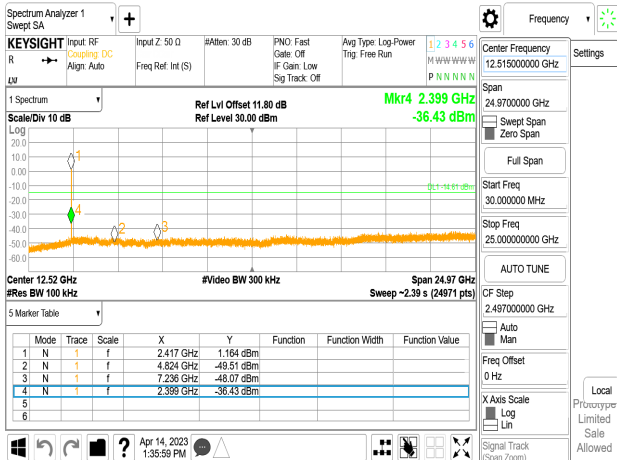 Spectrum Analyzer 1
Swept SA
Frequency
KEYSIGHT
R
LXI
Input: RF
Coupling: DC
Align: Auto
Input Z: 50 Ω
Freq Ref: Int (S)
#Atten: 30 dB
PNO: Fast
Gate: Off
IF Gain: Low
Sig Track: Off
Avg Type: Log-Power
Trig: Free Run
1 2 3 4 5 6
M W W W W W
P N N N N N
Center Frequency
12.515000000 GHz
Settings
1 Spectrum
Scale/Div 10 dB
Ref Lvl Offset 11.80 dB
Ref Level 30.00 dBm
Mkr4 2.399 GHz
-36.43 dBm
Span
24.9700000 GHz
Swept Span
Zero Span
Full Span
Log
20.0
10.0
0.00
-10.0
-20.0
-30.0
-40.0
-50.0
-60.0
1
4
2
3
DL1 -14.61 dBm
Start Freq
30.000000 MHz
Stop Freq
25.000000000 GHz
AUTO TUNE
Center 12.52 GHz
#Res BW 100 kHz
#Video BW 300 kHz
Span 24.97 GHz
Sweep ~2.39 s (24971 pts)
CF Step
2.497000000 GHz
Auto
Man
5 Marker Table
Mode Trace Scale X Y Function Function Width Function Value
1 N 1 f 2.417 GHz 1.164 dBm
2 N 1 f 4.824 GHz -49.51 dBm
3 N 1 f 7.236 GHz -48.07 dBm
4 N 1 f 2.399 GHz -36.43 dBm
5
6
Freq Offset
0 Hz
X Axis Scale
Log
Lin
Local
Prototype
Limited
Sale
Allowed
Signal Track
(Span Zoom)
?
Apr 14, 2023
1:35:59 PM